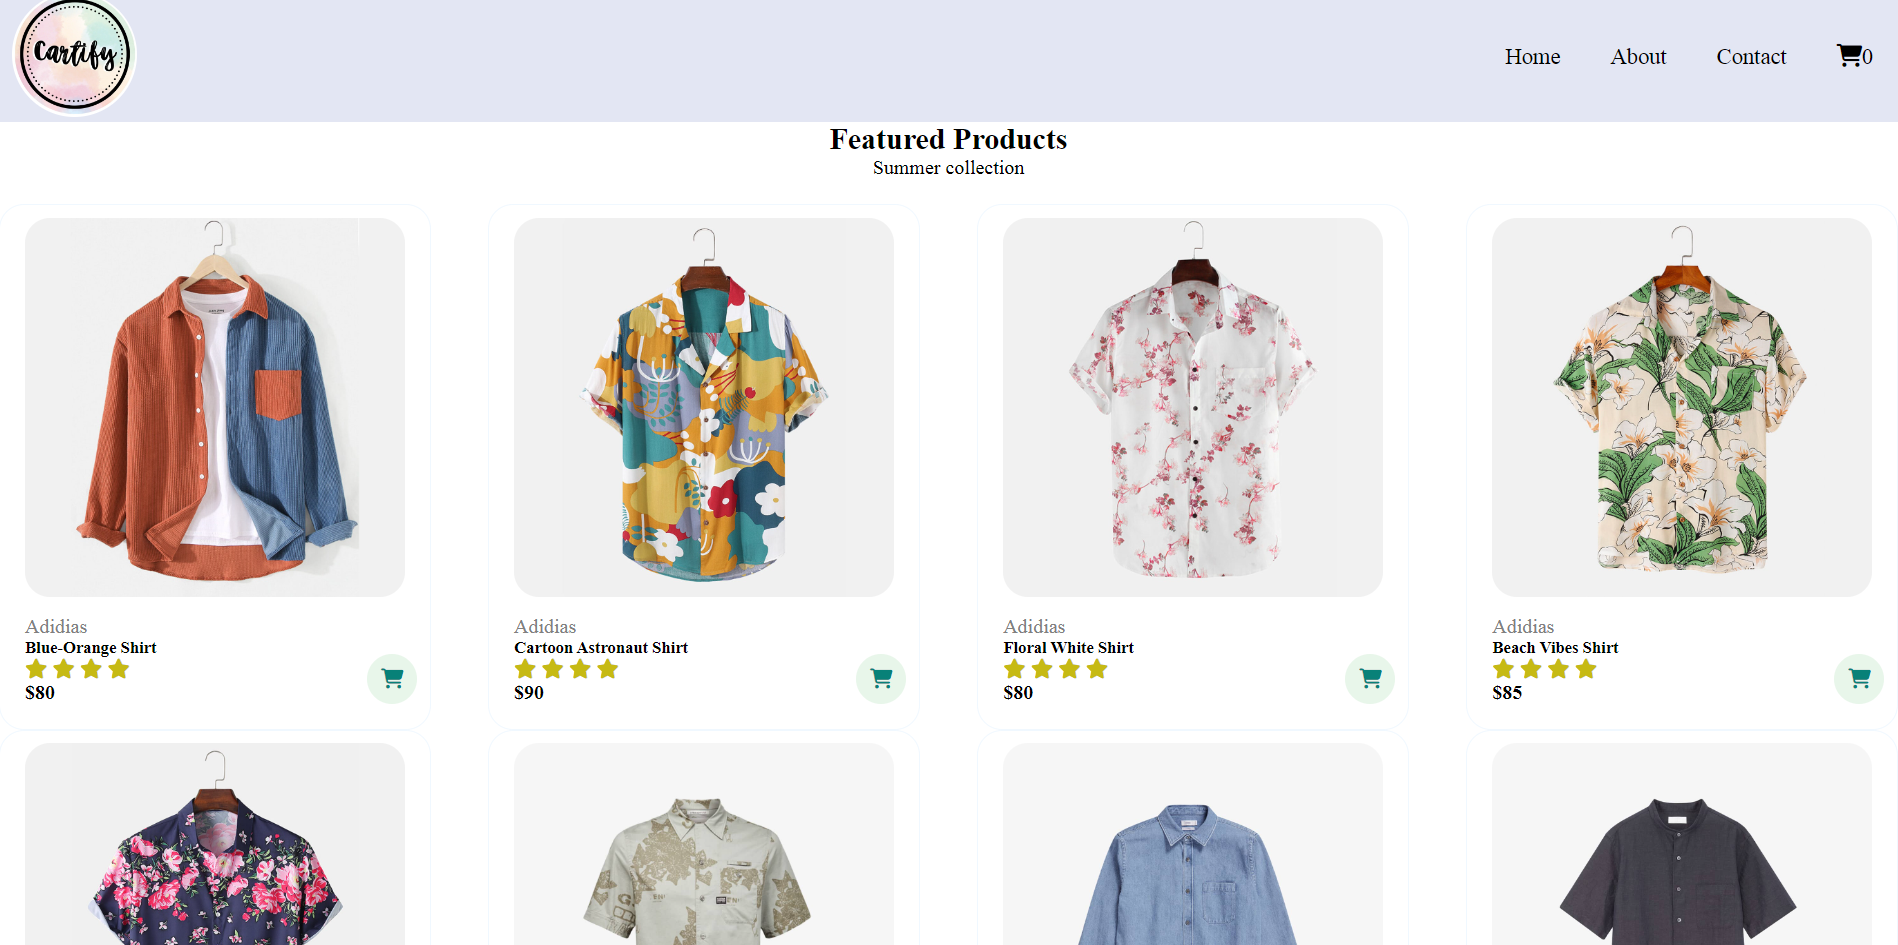 Cartify
Home About Contact 0
Featured Products
Summer collection
Adidias
Blue-Orange Shirt
$80
Adidias
Cartoon Astronaut Shirt
$90
Adidias
Floral White Shirt
$80
Adidias
Beach Vibes Shirt
$85